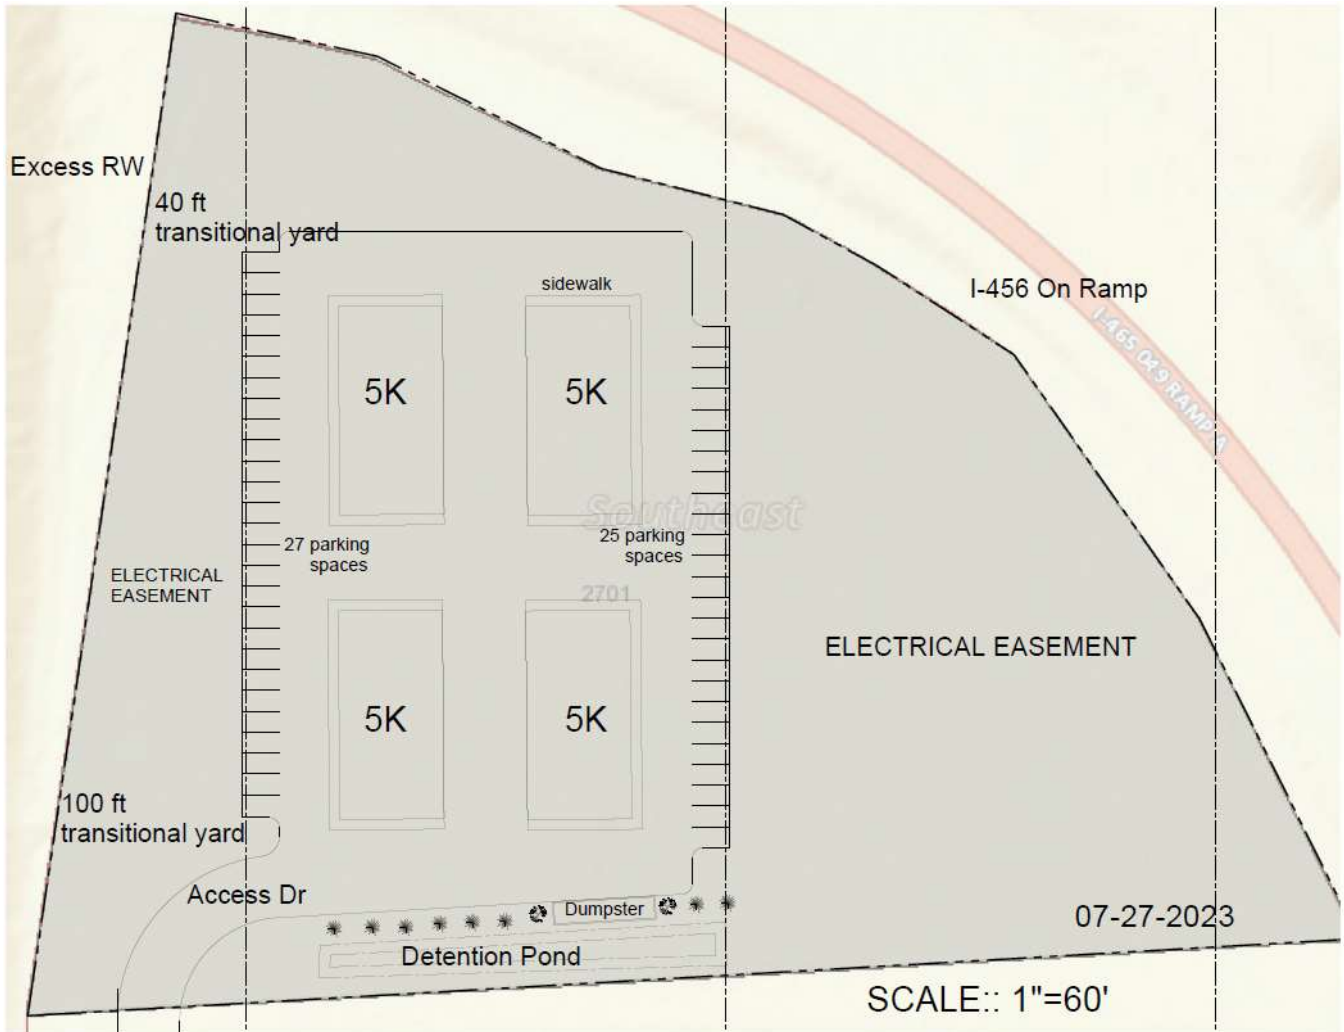 Excess RW
40 ft
transitional yard
sidewalk
I-456 On Ramp
I-465 049 RAMP A
5K
5K
Southeast
27 parking
spaces
25 parking
spaces
ELECTRICAL
EASEMENT
2701
ELECTRICAL EASEMENT
5K
5K
100 ft
transitional yard
Access Dr
Dumpster
07-27-2023
Detention Pond
SCALE:: 1"=60'